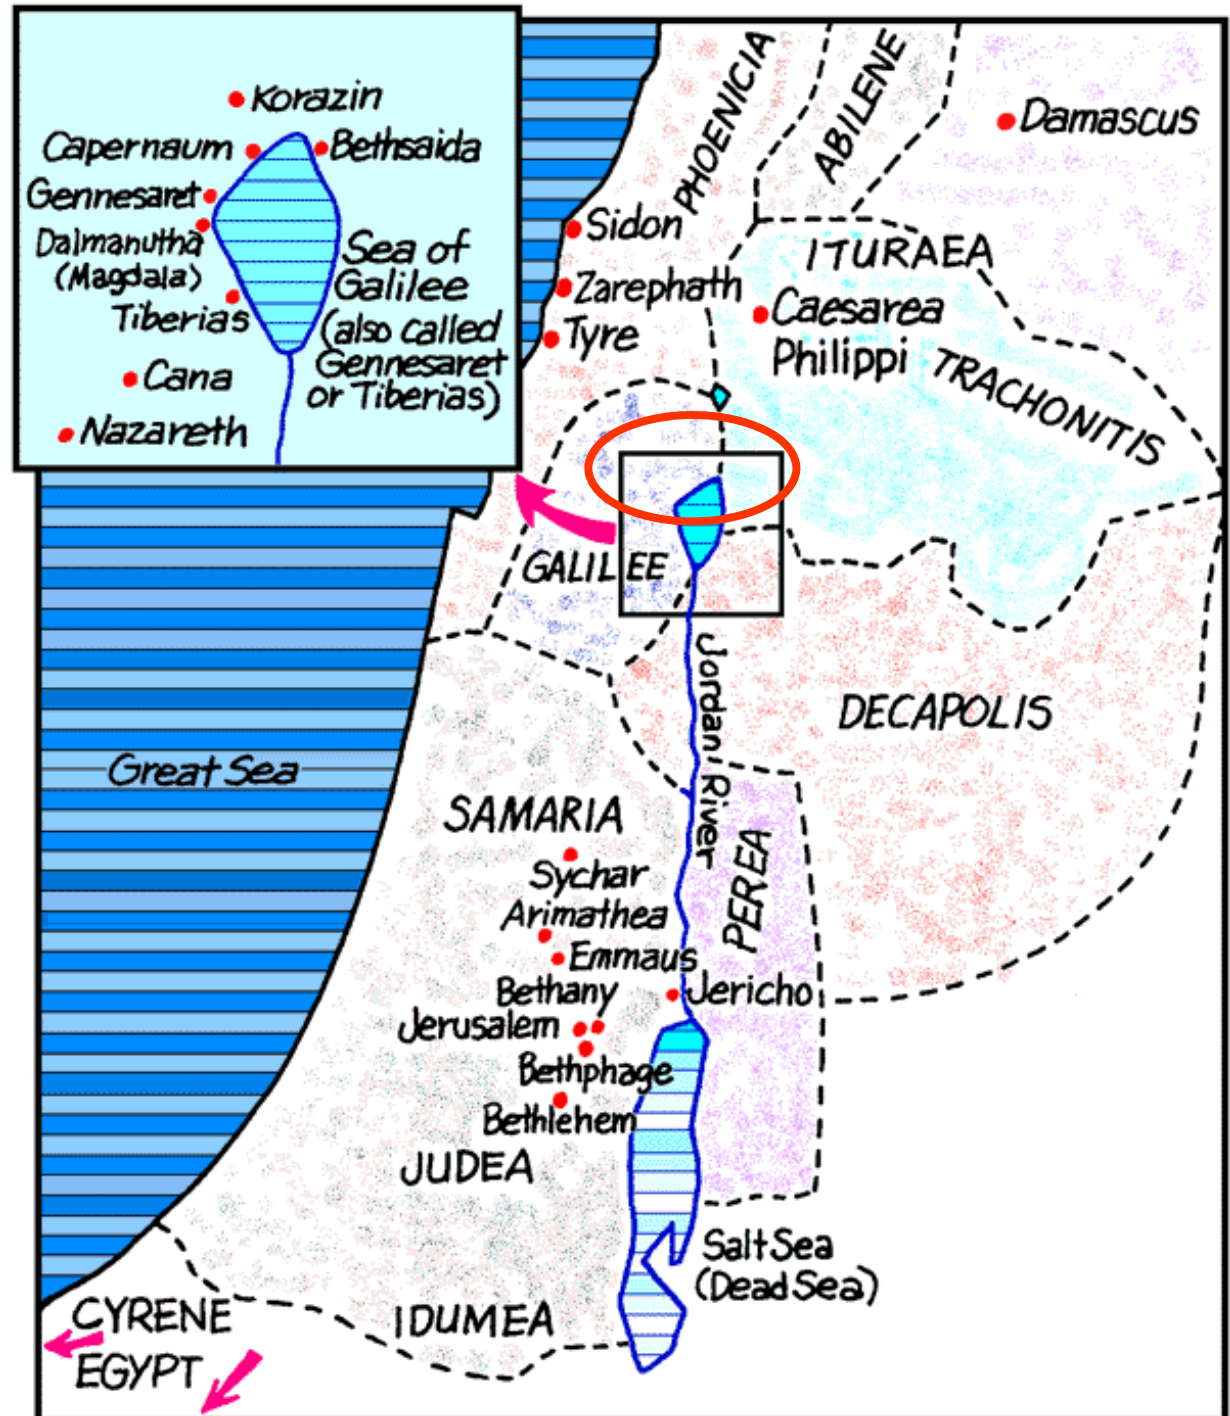 Korazin
Capernaum
Bethsaida
Gennesaret
Dalmanutha
(Magdala)
Tiberias
Sea of
Galilee
(also called
Gennesaret
or Tiberias)
Cana
Nazareth
PHOENICIA
ABILENE
Damascus
Sidon
ITURAEA
Zarephath
Caesarea
Philippi
Tyre
TRACHONITIS
GALILEE
Jordan River
DECAPOLIS
Great Sea
SAMARIA
PEREA
Sychar
Arimathea
Emmaus
Bethany
Jericho
Jerusalem
Bethphage
Bethlehem
JUDEA
Salt Sea
(Dead Sea)
IDUMEA
CYRENE
EGYPT